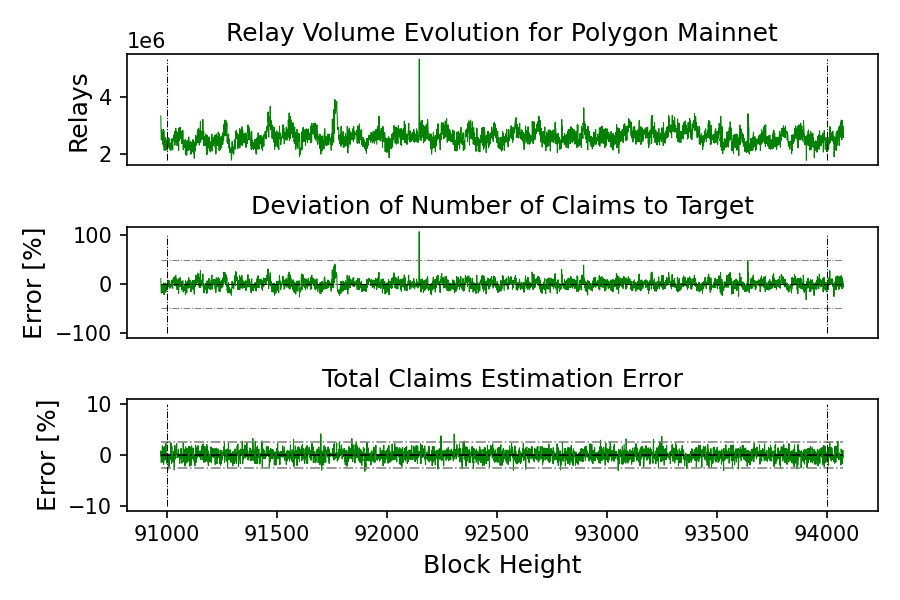 Relay Volume Evolution for Polygon Mainnet
1e6
Relays
4
2
Deviation of Number of Claims to Target
Error [%]
100
0
−100
Total Claims Estimation Error
Error [%]
10
0
−10
91000 91500 92000 92500 93000 93500 94000
Block Height